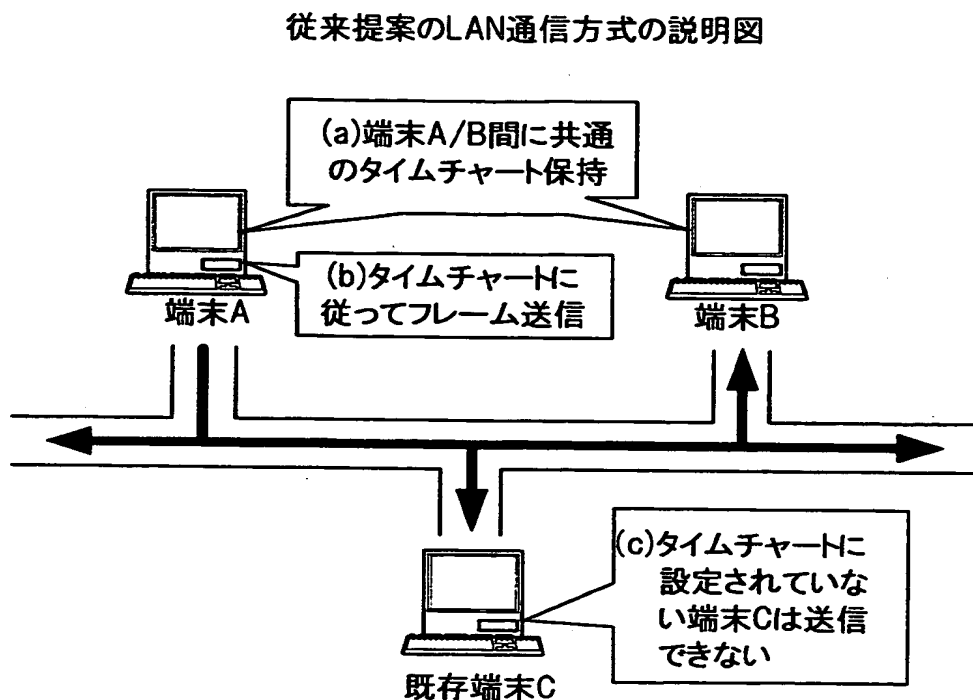 従来提案のLAN通信方式の説明図
(a)端末A/B間に共通
のタイムチャート保持
(b)タイムチャートに
従ってフレーム送信
端末A
端末B
(c)タイムチャートに
設定されていな
い端末Cは送信
できない
既存端末C